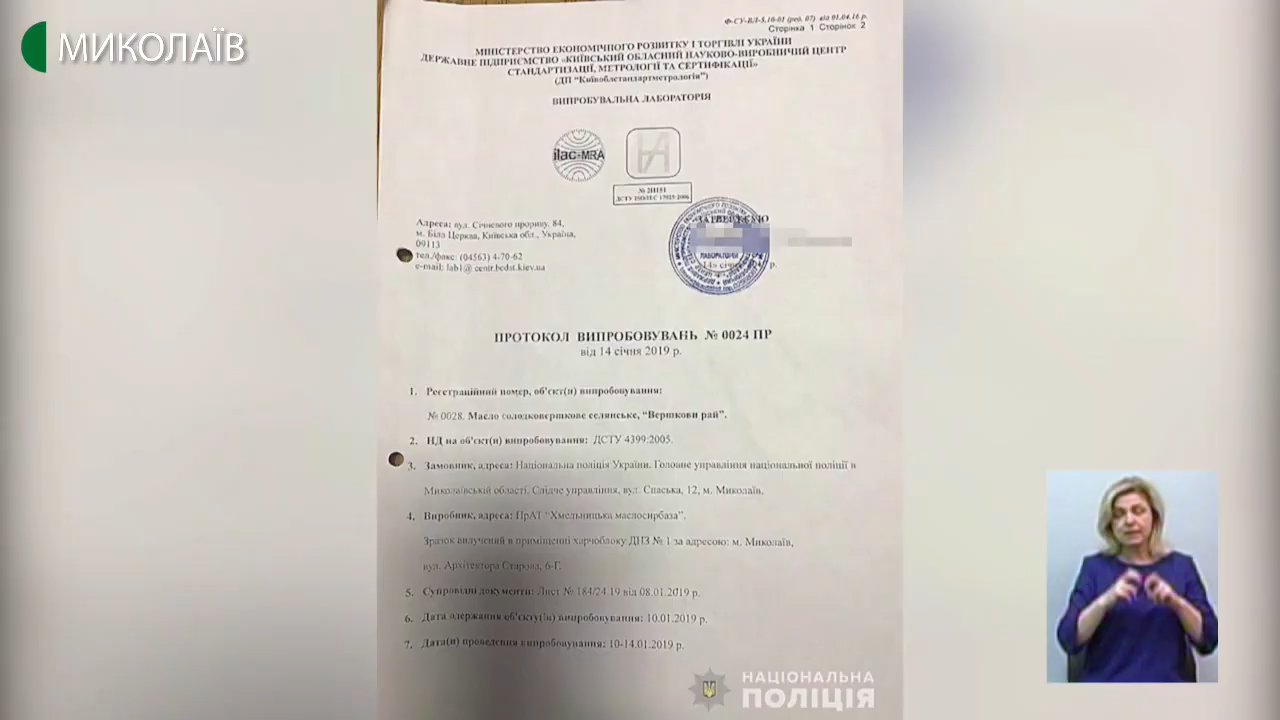 МИКОЛАЇВ
Ф-СУ-ВЛ-5.10-01 (ред. 07) від 01.04.16 р.
Сторінка 1 Сторінок 2
МІНІСТЕРСТВО ЕКОНОМІЧНОГО РОЗВИТКУ І ТОРГІВЛІ УКРАЇНИ
ДЕРЖАВНЕ ПІДПРИЄМСТВО «КИЇВСЬКИЙ ОБЛАСНИЙ НАУКОВО-ВИРОБНИЧИЙ ЦЕНТР
СТАНДАРТИЗАЦІЇ, МЕТРОЛОГІЇ ТА СЕРТИФІКАЦІЇ»
(ДП “Київоблстандартметрологія”)
ВИПРОБУВАЛЬНА ЛАБОРАТОРІЯ
ilac-MRA
№ 2Н151
ДСТУ ISO/IEC 17025:2006
Адреса: вул. Січневого прориву, 84,
м. Біла Церква, Київська обл., Україна,
09113
тел./факс: (04563) 4-70-62
e-mail: lab1@ centr.bcdst.kiev.ua
ЗАТВЕРДЖУЮ
ЛАБОРАТОРІЯ
ПРОТОКОЛ ВИПРОБОВУВАНЬ № 0024 ПР
від 14 січня 2019 р.
1. Реєстраційний номер, об’єкт(и) випробовування:
№ 0028. Масло солодковершкове селянське, “Вершкови рай”.
2. НД на об’єкт(и) випробовування: ДСТУ 4399:2005.
3. Замовник, адреса: Національна поліція України. Головне управління національної поліції в
Миколаївській області. Слідче управління, вул. Спаська, 12, м. Миколаїв.
4. Виробник, адреса: ПрАТ “Хмельницька маслосирбаза”.
Зразок вилучений в приміщенні харчоблоку ДНЗ № 1 за адресою: м. Миколаїв,
вул. Архітектора Старова, 6-Г.
5. Супровідні документи: Лист № 184/24.19 від 08.01.2019 р.
6. Дата одержання об’єкту(ів) випробовування: 10.01.2019 р.
7. Дата(и) проведення випробовування: 10-14.01.2019 р.
НАЦІОНАЛЬНА
ПОЛІЦІЯ